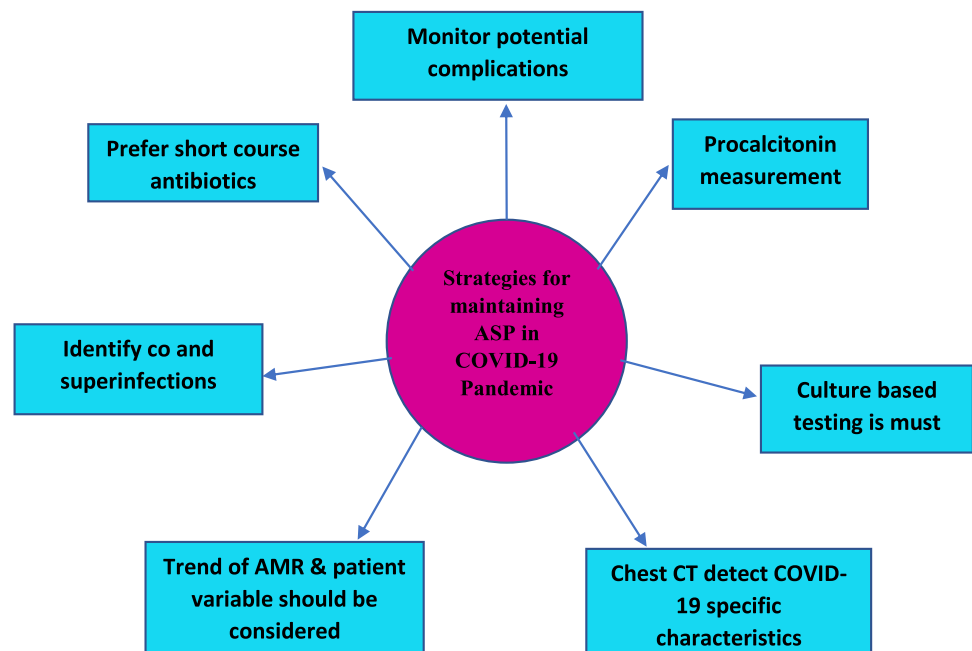 Monitor potential
complications
Prefer short course
antibiotics
Procalcitonin
measurement
Strategies for
maintaining
ASP in
COVID-19
Pandemic
Identify co and
superinfections
Culture based
testing is must
Trend of AMR & patient
variable should be
considered
Chest CT detect COVID-
19 specific
characteristics